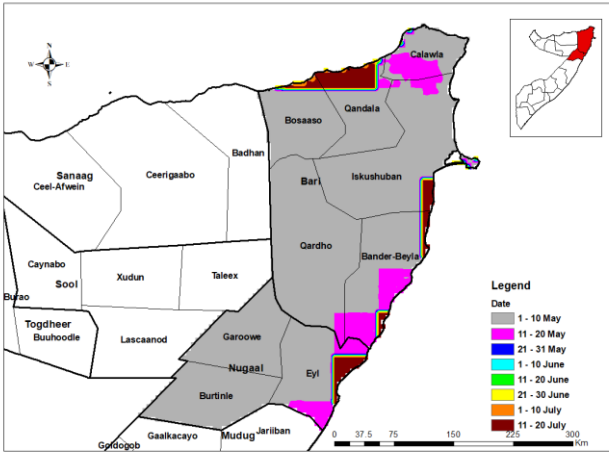 Calawla
Bosaaso
Qandala
Badhan
Sanaag
Ceel-Afwein
Ceerigaabo
Bari
Iskushuban
Qardho
Bander-Beyla
Caynabo
Sool
Xudun
Taleex
Burao
Togdheer
Buuhoodle
Lascaanod
Garoowe
Nugaal
Eyl
Burtinle
Gaalkacayo
Mudug
Jariiban
Goldogob
N
W
E
S
Legend
Date
1 - 10 May
11 - 20 May
21 - 31 May
1 - 10 June
11 - 20 June
21 - 30 June
1 - 10 July
11 - 20 July
0 37.5 75 150 225 300
Km